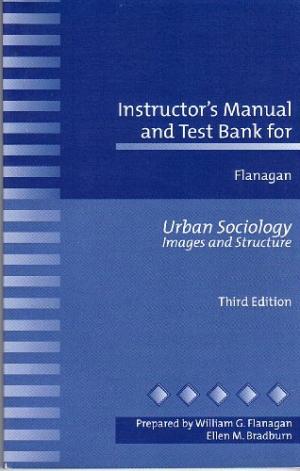 Instructor's Manual
and Test Bank for
Flanagan
Urban Sociology
Images and Structure
Third Edition
Prepared by William G. Flanagan
Ellen M. Bradburn